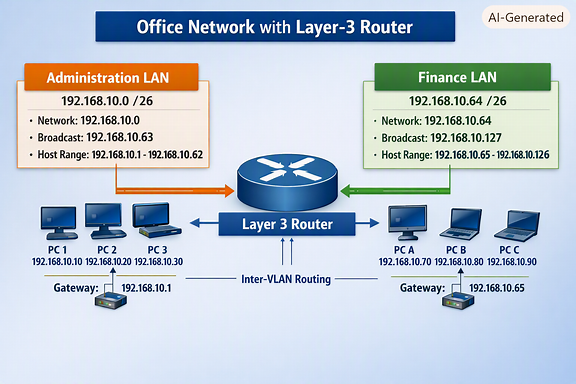 AI-Generated
Office Network with Layer-3 Router
Administration LAN
192.168.10.0 /26
• Network: 192.168.10.0
• Broadcast: 192.168.10.63
• Host Range: 192.168.10.1 - 192.168.10.62
Finance LAN
192.168.10.64 /26
• Network: 192.168.10.64
• Broadcast: 192.168.10.127
• Host Range: 192.168.10.65 - 192.168.10.126
Layer 3 Router
PC 1
192.168.10.10
PC 2
192.168.10.20
PC 3
192.168.10.30
PC A
192.168.10.70
PC B
192.168.10.80
PC C
192.168.10.90
Inter-VLAN Routing
Gateway: 192.168.10.1
Gateway: 192.168.10.65